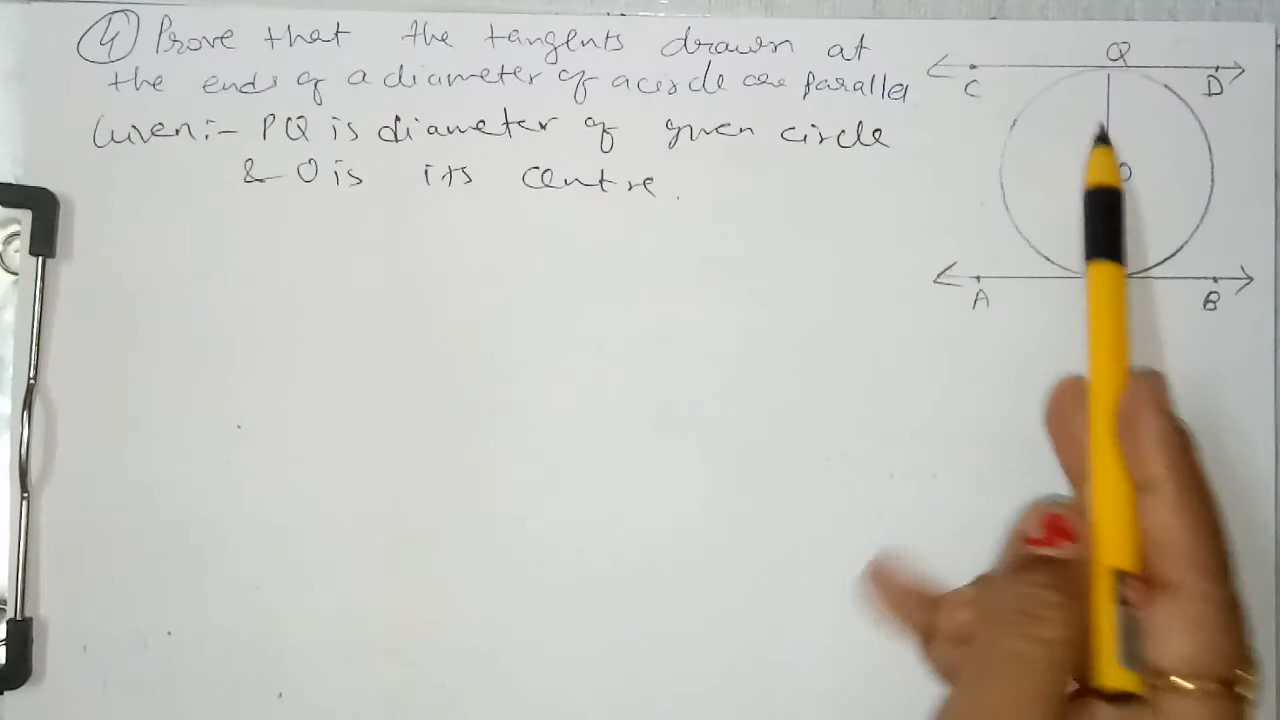 4 Prove that the tangents drawn at
the ends of a diameter of a circle are parallel
Given:- PQ is diameter of given circle
& O is its centre.
Q
C D
O
A B